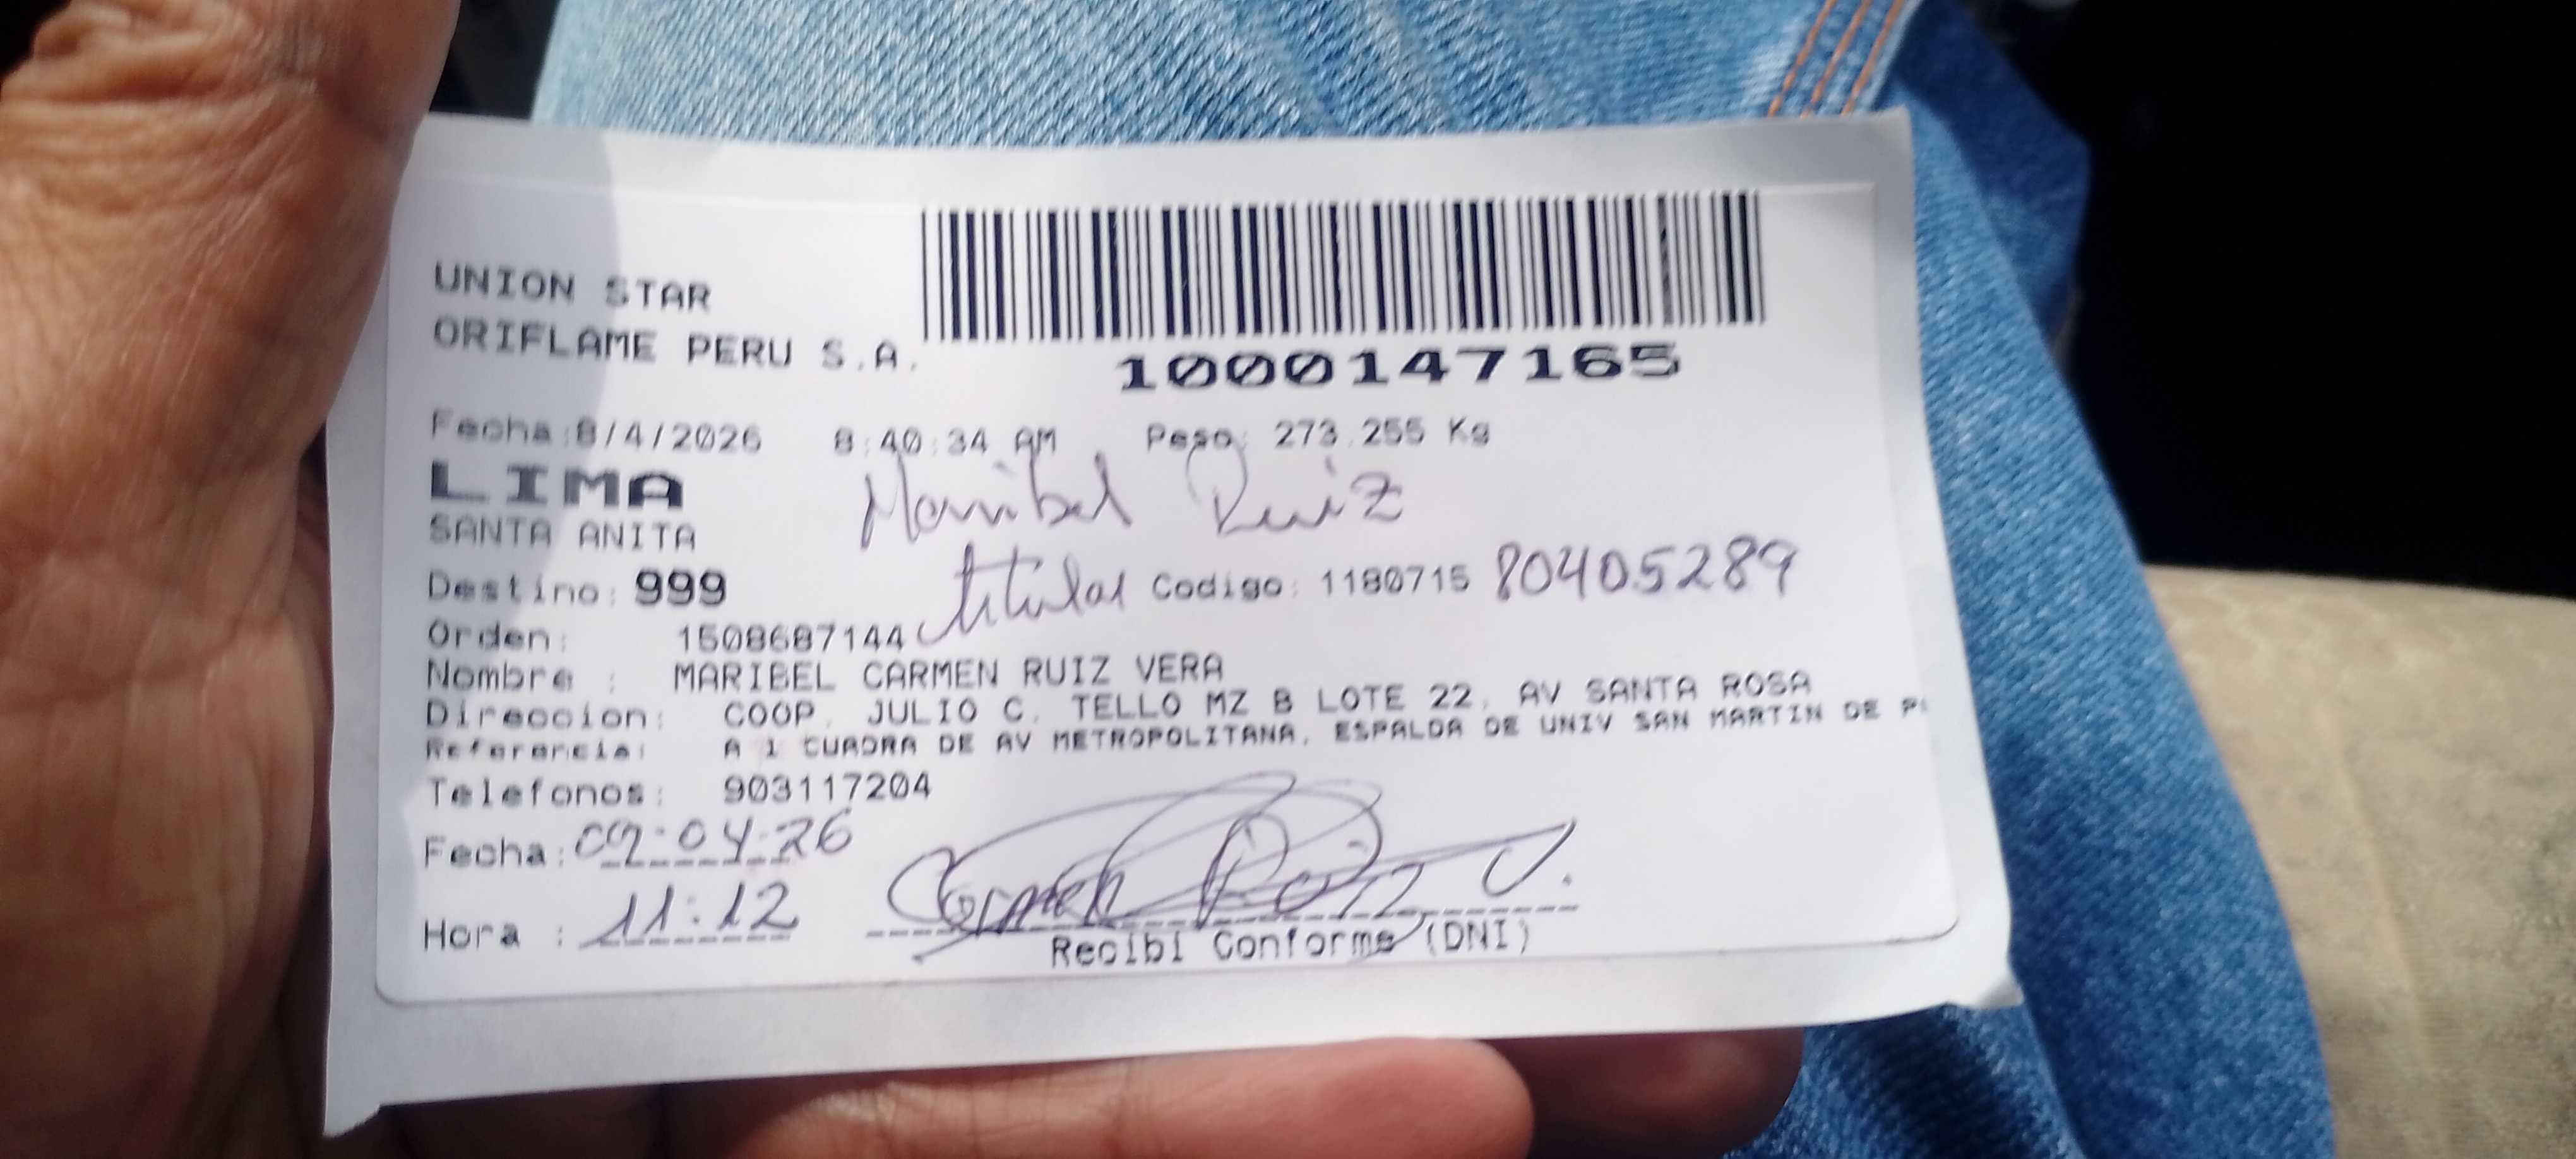 UNION STAR
ORIFLAME PERU S.A.
1000147165
Fecha:8/4/2026 8:40:34 AM Peso: 273.255 Kg
LIMA Maribel Ruiz
SANTA ANITA
titular Codigo: 1180715 80405289
Destino: 999
Orden: 1508687144
Nombre : MARIBEL CARMEN RUIZ VERA
Direccion: COOP. JULIO C. TELLO MZ B LOTE 22, AV SANTA ROSA
Referencia: A 1 CUADRA DE AV METROPOLITANA, ESPALDA DE UNIV SAN MARTIN DE
Telefonos: 903117204
Fecha: 09-04-26
Carmen Ruiz V.
Hora : 11:12
Recibi Conforme (DNI)